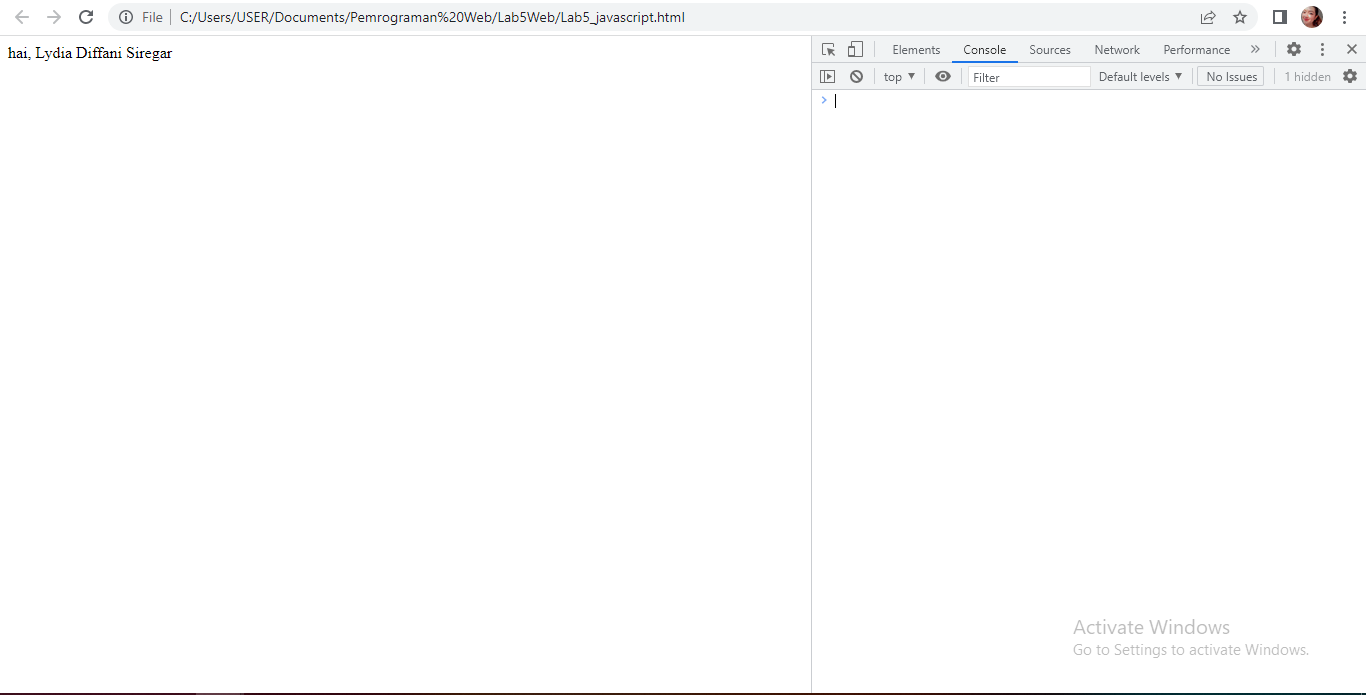 File C:/Users/USER/Documents/Pemrograman%20Web/Lab5Web/Lab5_javascript.html
hai, Lydia Diffani Siregar
Elements Console Sources Network Performance »
top ▼ Filter Default levels ▼ No Issues 1 hidden
>
Activate Windows
Go to Settings to activate Windows.